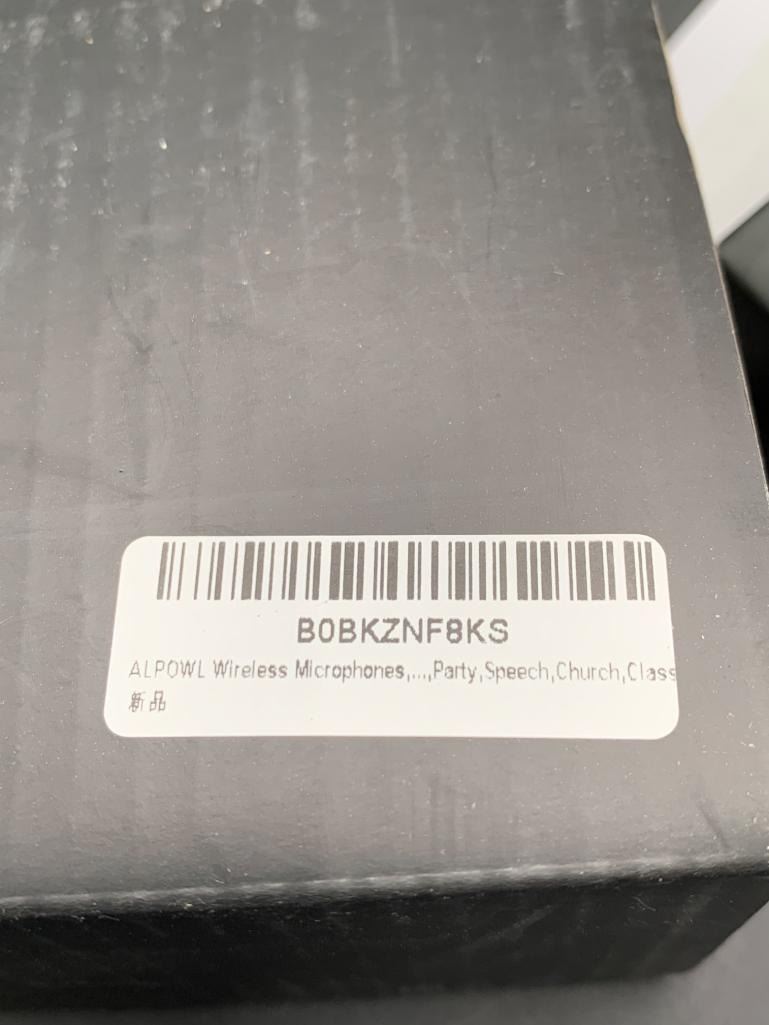 B0BKZNF8KS
ALPOWL Wireless Microphones,...,Party,Speech,Church,Class
新品